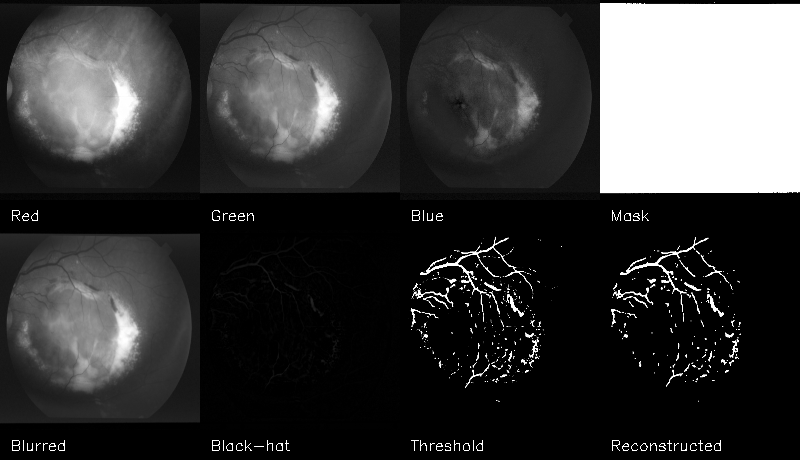 Red
Green
Blue
Mask
Blurred
Black-hat
Threshold
Reconstructed